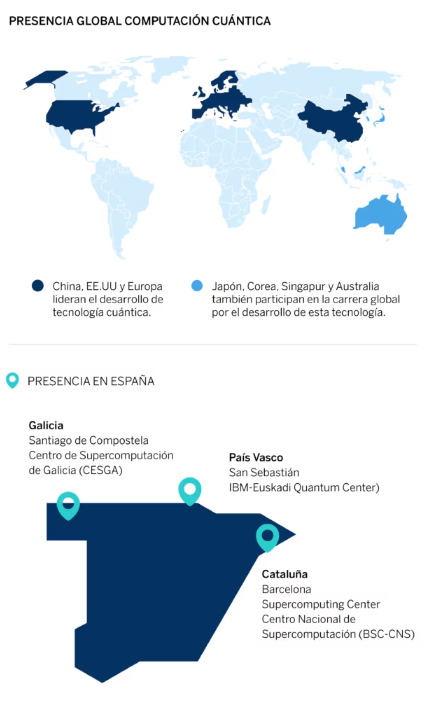 PRESENCIA GLOBAL COMPUTACIÓN CUÁNTICA
China, EE.UU y Europa
lideran el desarrollo de
tecnología cuántica.
Japón, Corea, Singapur y Australia
también participan en la carrera global
por el desarrollo de esta tecnología.
PRESENCIA EN ESPAÑA
Galicia
Santiago de Compostela
Centro de Supercomputación
de Galicia (CESGA)
País Vasco
San Sebastián
IBM-Euskadi Quantum Center)
Cataluña
Barcelona
Supercomputing Center
Centro Nacional de
Supercomputación (BSC-CNS)